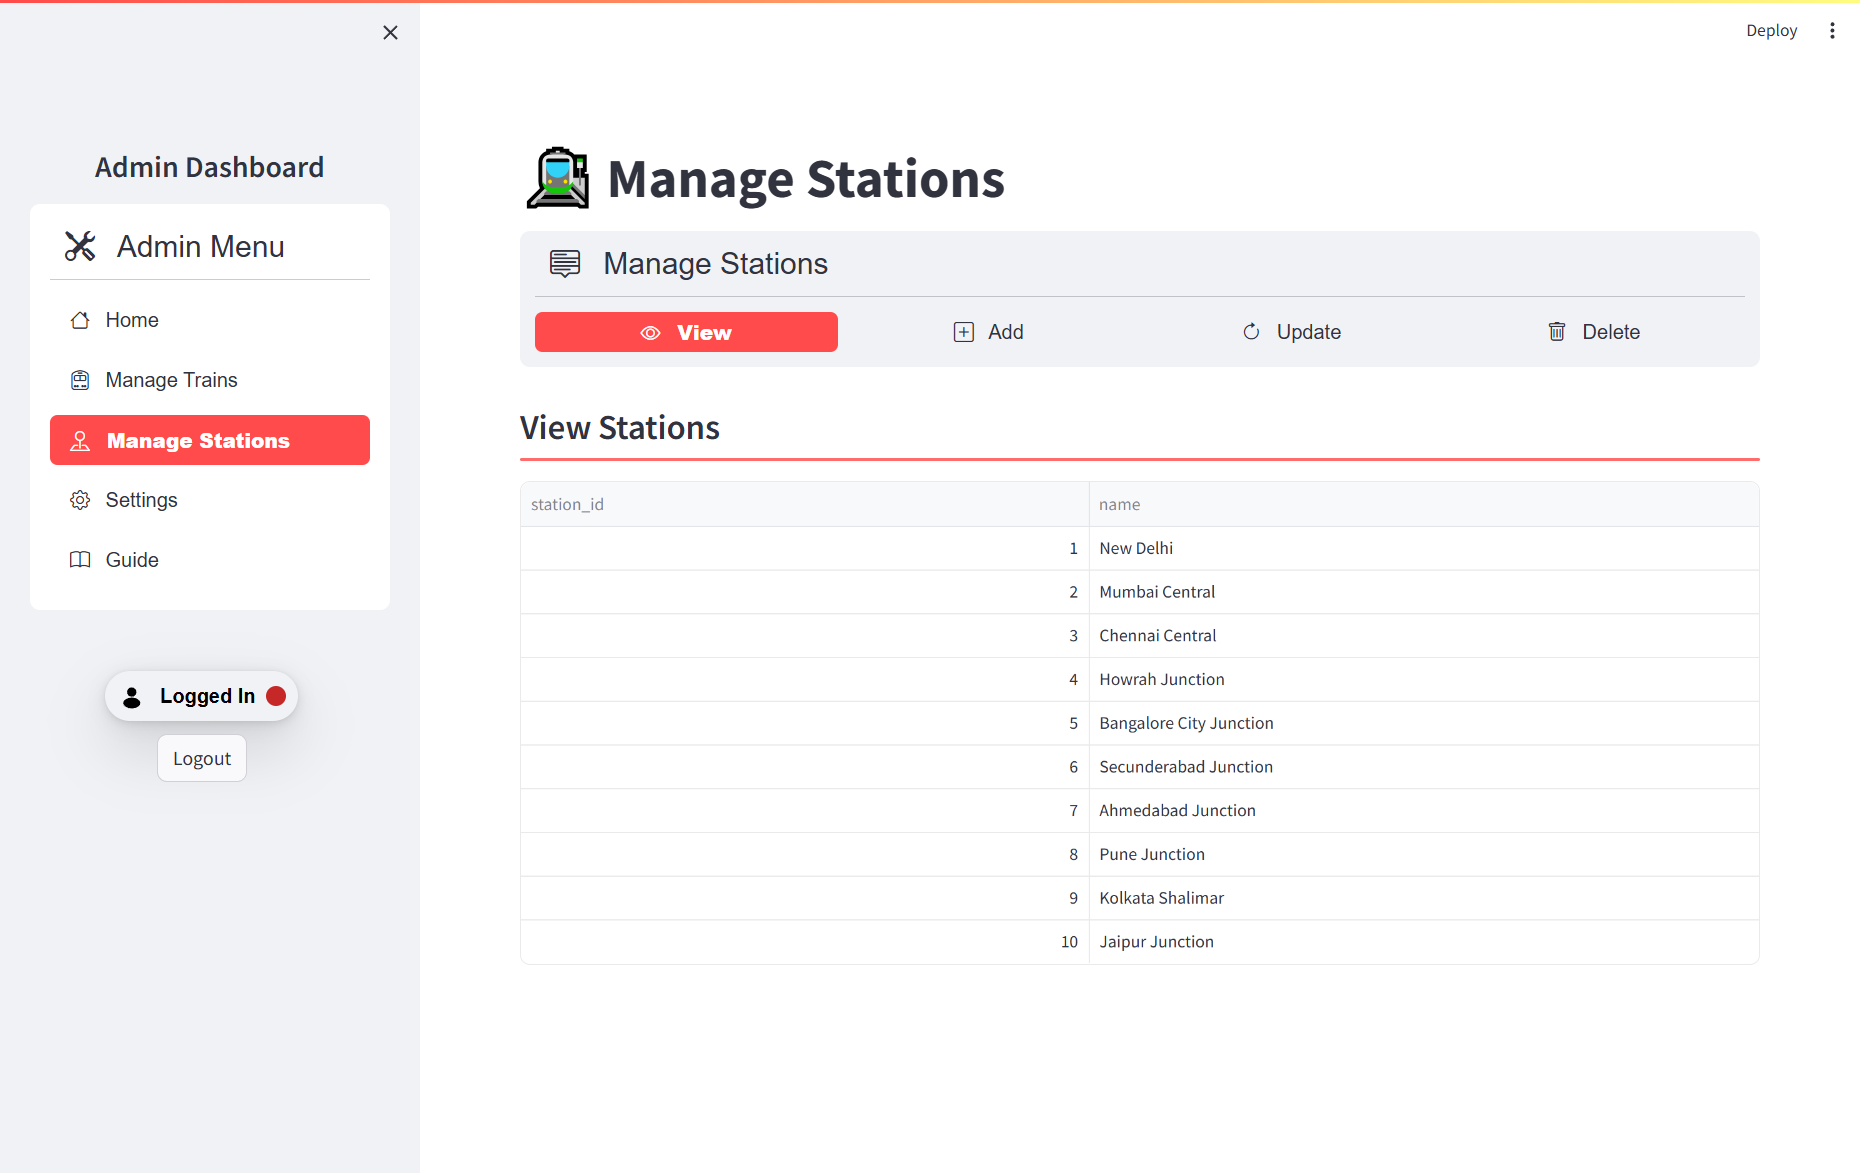 Deploy
Admin Dashboard
Admin Menu
Home
Manage Trains
Manage Stations
Settings
Guide
Logged In
Logout
Manage Stations
Manage Stations
View
Add
Update
Delete
View Stations
station_id name
1 New Delhi
2 Mumbai Central
3 Chennai Central
4 Howrah Junction
5 Bangalore City Junction
6 Secunderabad Junction
7 Ahmedabad Junction
8 Pune Junction
9 Kolkata Shalimar
10 Jaipur Junction